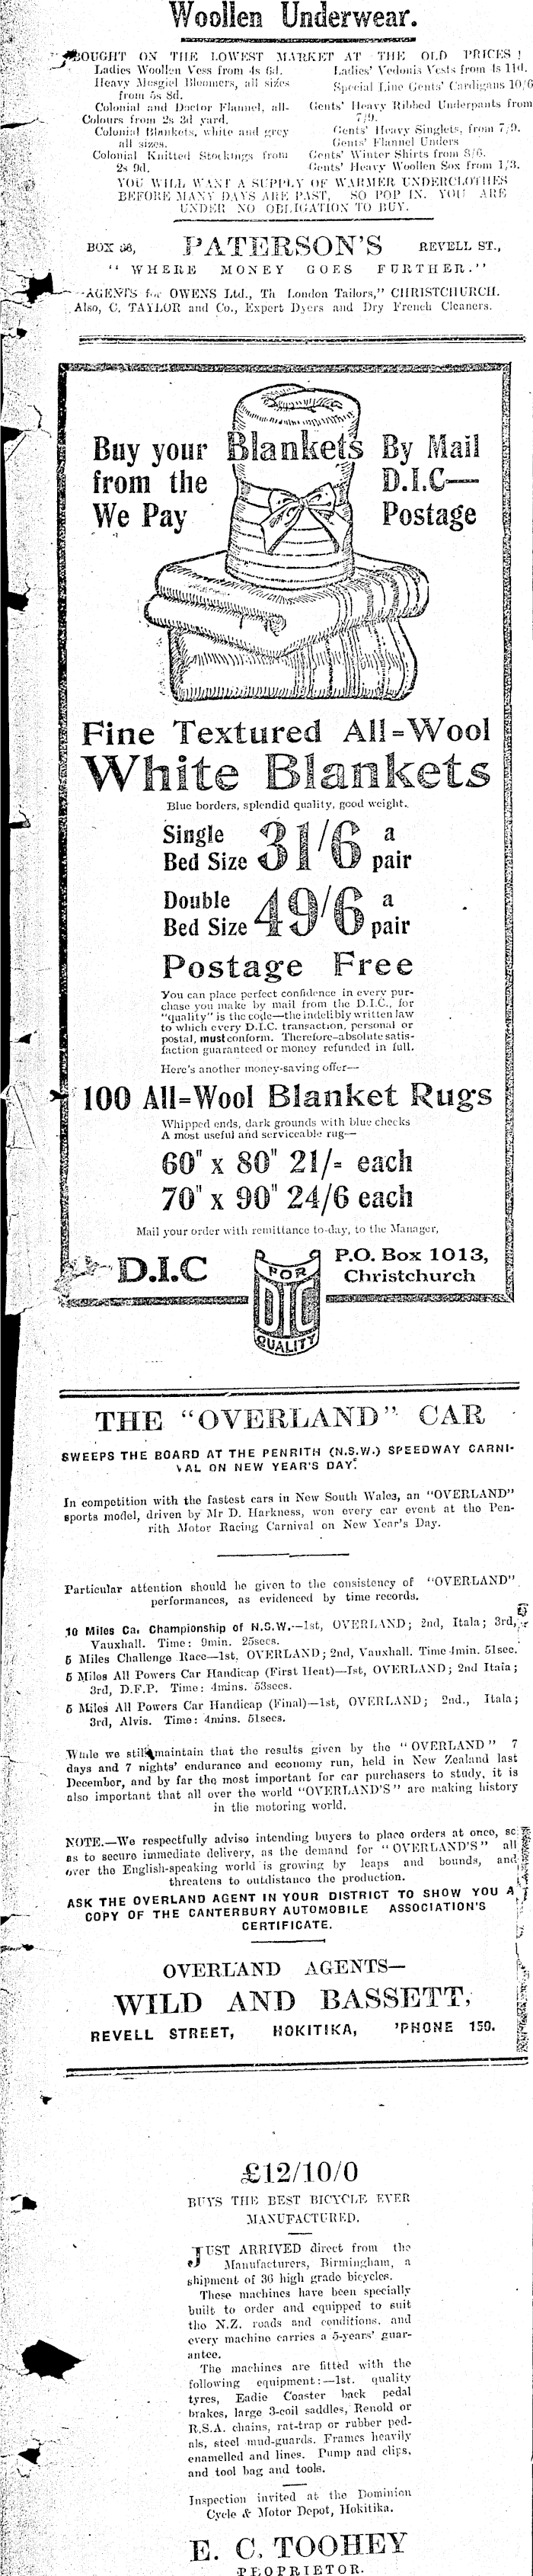 Woollen Underwear.
BOUGHT ON THE LOWEST MARKET AT THE OLD PRICES !
Ladies Woollen Vess from 4s 6d.
Heavy Mosgiel Bloomers, all sizes
from 5s 8d.
Colonial and Doctor Flannel, all-
Colours from 2s 3d yard.
Colonial Blankets, white and grey
all sizes.
Colonial Knitted Stockings from
2s 9d.
Ladies' Vedonis Vests from 4s 11d.
Special Line Gents' Cardigans 10/6
Gents' Heavy Ribbed Underpants from
7/9.
Gents' Heavy Singlets, from 7/9.
Gents' Flannel Unders
Gents' Winter Shirts from 8/6.
Gents' Heavy Woollen Sox from 1/3.
YOU WILL WANT A SUPPLY OF WARMER UNDERCLOTHES
BEFORE MANY DAYS ARE PAST, SO POP IN. YOU ARE
UNDER NO OBLIGATION TO BUY.
BOX 56, PATERSON'S REVELL ST.,
" WHERE MONEY GOES FURTHER."
AGENTS for OWENS Ltd., Th London Tailors," CHRISTCHURCH.
Also, C. TAYLOR and Co., Expert Dyers and Dry French Cleaners.
Buy your Blankets By Mail
from the D.I.C—
We Pay Postage
Fine Textured All=Wool
White Blankets
Blue borders, splendid quality, good weight.
Single
Bed Size 31/6 a
pair
Double
Bed Size 49/6 a
pair
Postage Free
You can place perfect confidence in every pur-
chase you make by mail from the D.I.C., for
"quality" is the code—the indelibly written law
to which every D.I.C. transaction, personal or
postal, must conform. Therefore—absolute satis-
faction guaranteed or money refunded in full.
Here's another money-saving offer—
100 All=Wool Blanket Rugs
Whipped ends, dark grounds with blue checks
A most useful and serviceable rug—
60" x 80" 21/= each
70" x 90" 24/6 each
Mail your order with remittance to-day, to the Manager,
D.I.C
FOR
DIC
QUALITY
P.O. Box 1013,
Christchurch
THE "OVERLAND" CAR
SWEEPS THE BOARD AT THE PENRITH (N.S.W.) SPEEDWAY CARNI-
VAL ON NEW YEAR'S DAY.
In competition with the fastest cars in New South Wales, an "OVERLAND"
sports model, driven by Mr D. Harkness, won every car event at the Pen-
rith Motor Racing Carnival on New Year's Day.
Particular attention should be given to the consistency of "OVERLAND"
performances, as evidenced by time records.
10 Miles Car Championship of N.S.W.—1st, OVERLAND; 2nd, Itala; 3rd,
Vauxhall. Time: 9min. 25secs.
5 Miles Challenge Race—1st, OVERLAND; 2nd, Vauxhall. Time 4min. 51sec.
5 Miles All Powers Car Handicap (First Heat)—1st, OVERLAND; 2nd Itala;
3rd, D.F.P. Time: 4mins. 53secs.
5 Miles All Powers Car Handicap (Final)—1st, OVERLAND; 2nd., Itala;
3rd, Alvis. Time: 4mins. 51secs.
While we still maintain that the results given by the "OVERLAND" 7
days and 7 nights' endurance and economy run, held in New Zealand last
December, and by far the most important for car purchasers to study, it is
also important that all over the world "OVERLAND'S" are making history
in the motoring world.
NOTE.—We respectfully advise intending buyers to place orders at once, so
as to secure immediate delivery, as the demand for "OVERLAND'S" all
over the English-speaking world is growing by leaps and bounds, and
threatens to outdistance the production.
ASK THE OVERLAND AGENT IN YOUR DISTRICT TO SHOW YOU A
COPY OF THE CANTERBURY AUTOMOBILE ASSOCIATION'S
CERTIFICATE.
OVERLAND AGENTS—
WILD AND BASSETT,
REVELL STREET, HOKITIKA, 'PHONE 150.
£12/10/0
BUYS THE BEST BICYCLE EVER
MANUFACTURED.
JUST ARRIVED direct from the
Manufacturers, Birmingham, a
shipment of 36 high grade bicycles.
These machines have been specially
built to order and equipped to suit
the N.Z. roads and conditions, and
every machine carries a 5-years' guar-
antee.
The machines are fitted with the
following equipment:—1st. quality
tyres, Eadie Coaster back pedal
brakes, large 3-coil saddles, Renold or
R.S.A. chains, rat-trap or rubber ped-
als, steel mud-guards. Frames heavily
enamelled and lines. Pump and clips,
and tool bag and tools.
Inspection invited at the Dominion
Cycle & Motor Depot, Hokitika.
E. C. TOOHEY
PROPRIETOR.